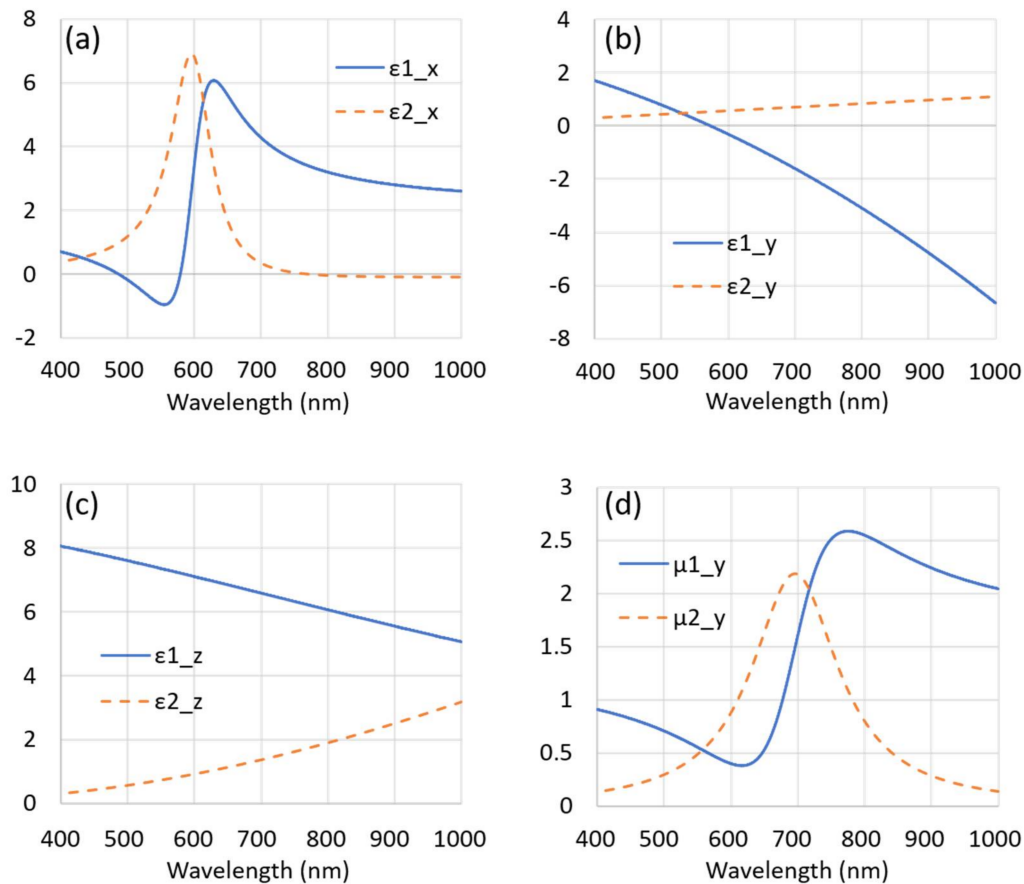 (a)
8
6
4
2
0
-2
ε1_x
ε2_x
400 500 600 700 800 900 1000
Wavelength (nm)
(b)
4
2
0
-2
-4
-6
-8
ε1_y
ε2_y
400 500 600 700 800 900 1000
Wavelength (nm)
(c)
10
8
6
4
2
0
ε1_z
ε2_z
400 500 600 700 800 900 1000
Wavelength (nm)
(d)
3
2.5
2
1.5
1
0.5
0
μ1_y
μ2_y
400 500 600 700 800 900 1000
Wavelength (nm)